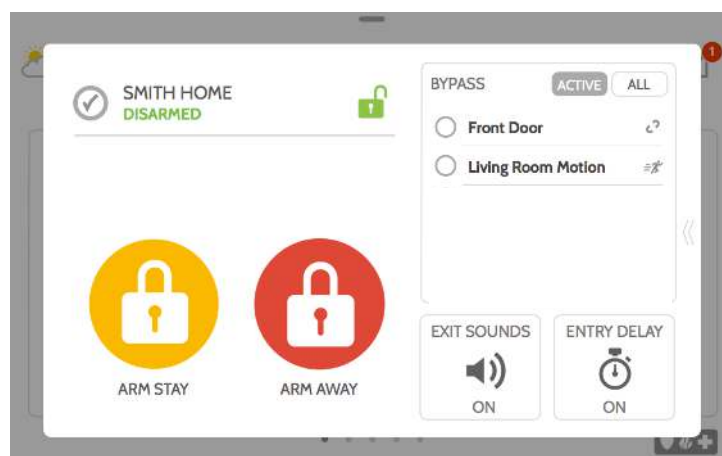 1
SMITH HOME
DISARMED
BYPASS
ACTIVE
ALL
Front Door
Living Room Motion
ARM STAY
ARM AWAY
EXIT SOUNDS
ON
ENTRY DELAY
ON